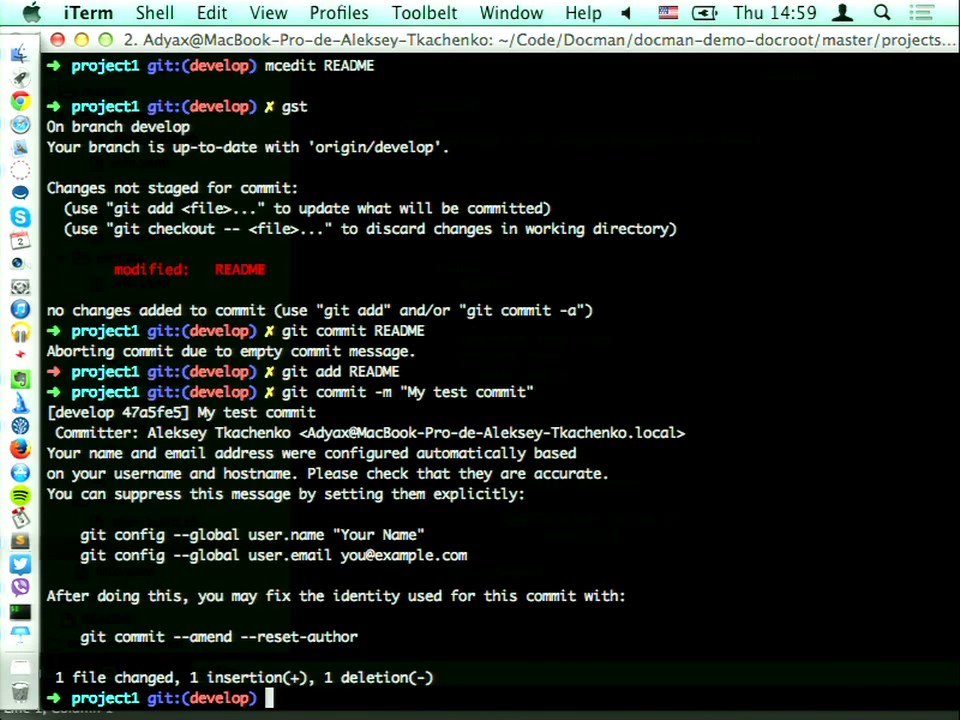 iTerm Shell Edit View Profiles Toolbelt Window Help Thu 14:59
2. Adyax@MacBook-Pro-de-Aleksey-Tkachenko: ~/Code/Docman/docman-demo-docroot/master/projects...
➜ project1 git:(develop) mcedit README
➜ project1 git:(develop) ✗ gst
On branch develop
Your branch is up-to-date with 'origin/develop'.
Changes not staged for commit:
(use "git add <file>..." to update what will be committed)
(use "git checkout -- <file>..." to discard changes in working directory)
modified: README
no changes added to commit (use "git add" and/or "git commit -a")
➜ project1 git:(develop) ✗ git commit README
Aborting commit due to empty commit message.
➜ project1 git:(develop) ✗ git add README
➜ project1 git:(develop) ✗ git commit -m "My test commit"
[develop 47a5fe5] My test commit
Committer: Aleksey Tkachenko <Adyax@MacBook-Pro-de-Aleksey-Tkachenko.local>
Your name and email address were configured automatically based
on your username and hostname. Please check that they are accurate.
You can suppress this message by setting them explicitly:
git config --global user.name "Your Name"
git config --global user.email you@example.com
After doing this, you may fix the identity used for this commit with:
git commit --amend --reset-author
1 file changed, 1 insertion(+), 1 deletion(-)
➜ project1 git:(develop)